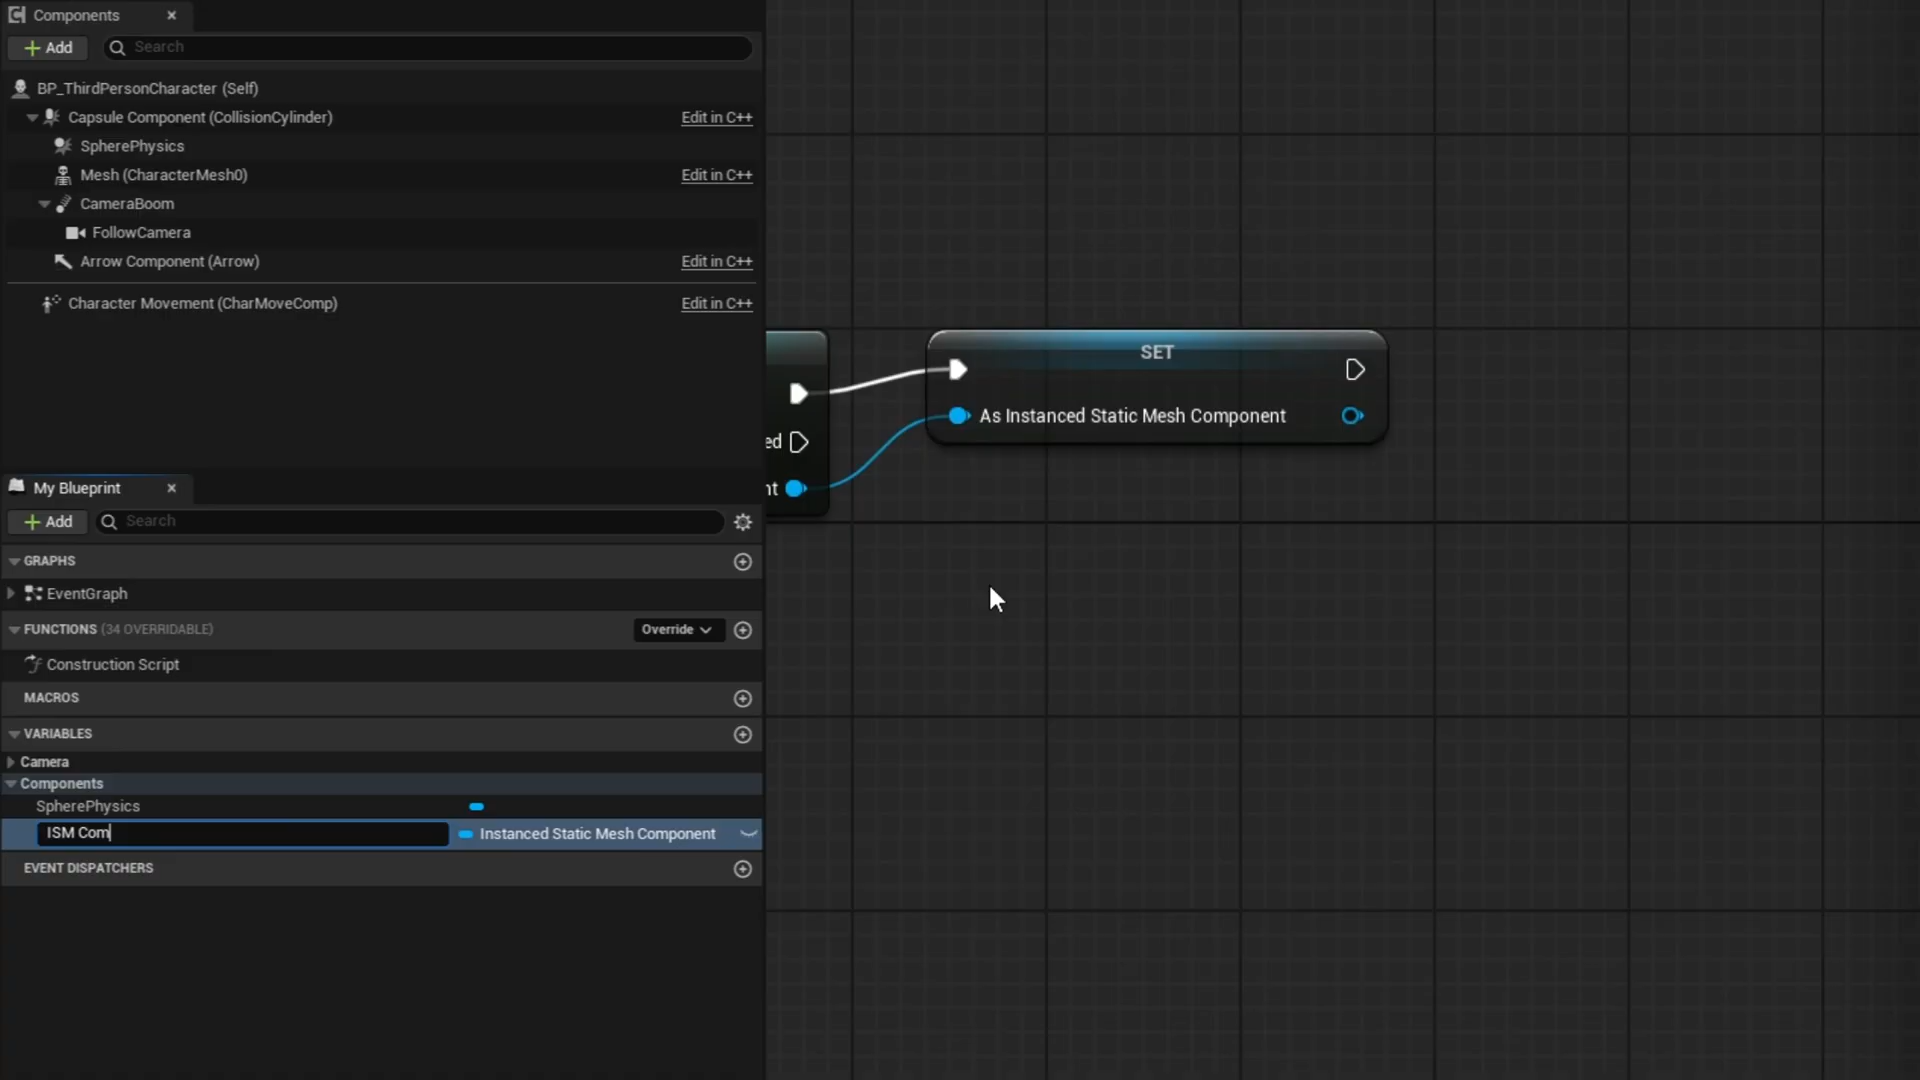 Components
Add
Search
BP_ThirdPersonCharacter (Self)
Capsule Component (CollisionCylinder)
Edit in C++
SpherePhysics
Mesh (CharacterMesh0)
Edit in C++
CameraBoom
FollowCamera
Arrow Component (Arrow)
Edit in C++
Character Movement (CharMoveComp)
Edit in C++
My Blueprint
Add
Search
GRAPHS
EventGraph
FUNCTIONS (34 OVERRIDABLE)
Override
Construction Script
MACROS
VARIABLES
Camera
Components
SpherePhysics
ISM Com
Instanced Static Mesh Component
EVENT DISPATCHERS
ed
nt
SET
As Instanced Static Mesh Component